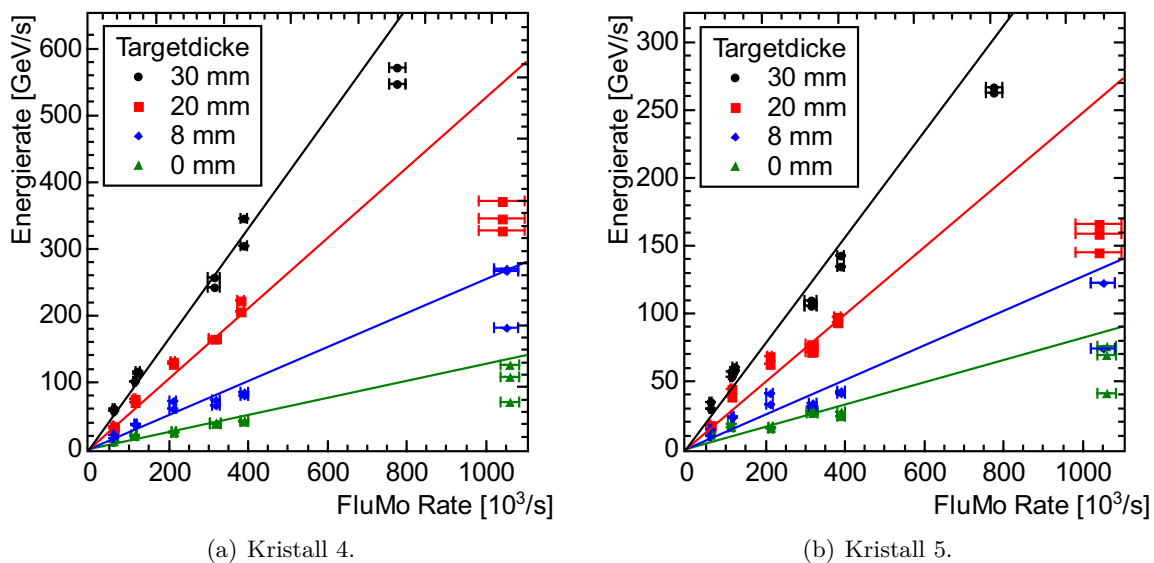 Energierate [GeV/s]
600
500
400
300
200
100
0
Targetdicke
30 mm
20 mm
8 mm
0 mm
0 200 400 600 800 1000
FluMo Rate [10³/s]
(a) Kristall 4.
Energierate [GeV/s]
300
250
200
150
100
50
0
Targetdicke
30 mm
20 mm
8 mm
0 mm
0 200 400 600 800 1000
FluMo Rate [10³/s]
(b) Kristall 5.